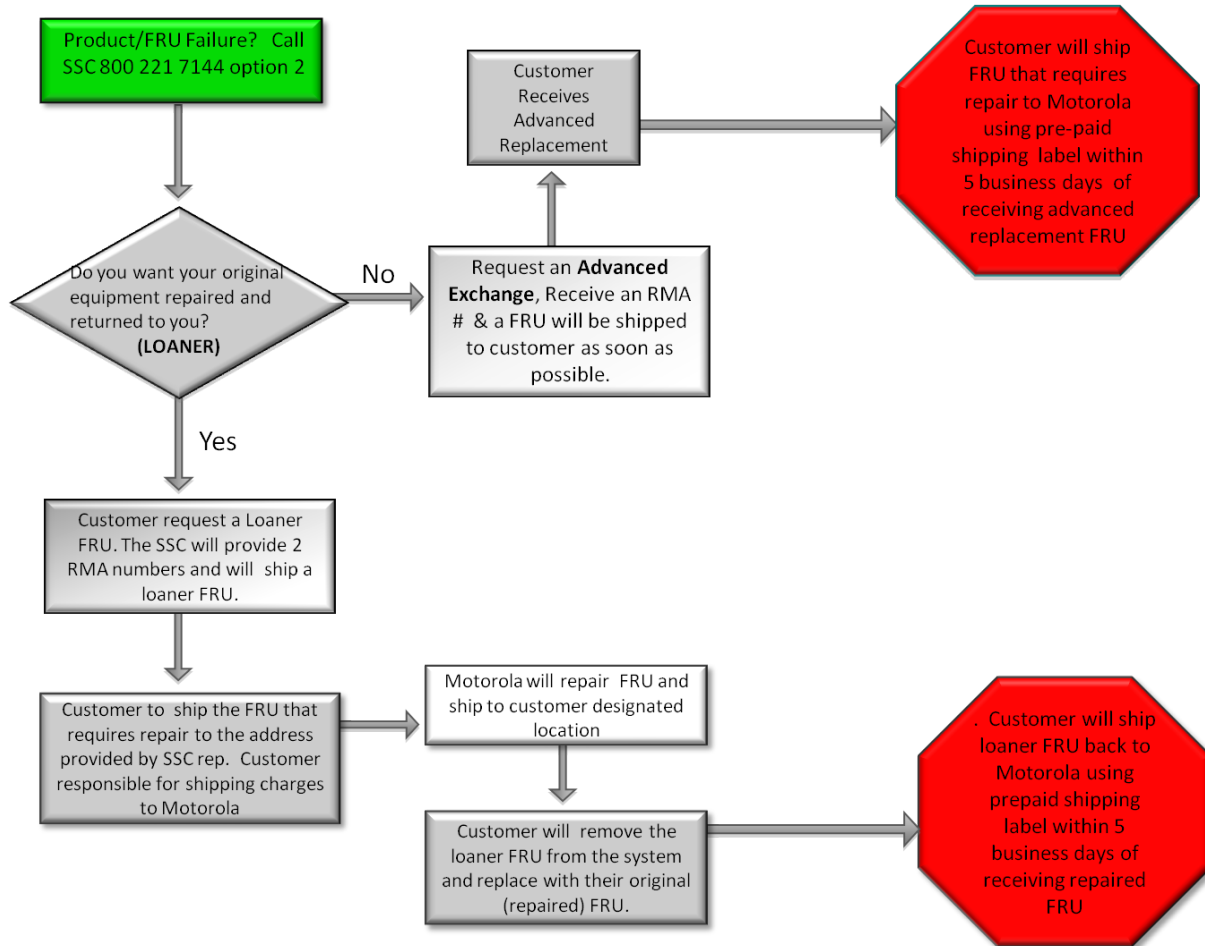 Product/FRU Failure? Call
SSC 800 221 7144 option 2
Customer
Receives
Advanced
Replacement
Customer will ship
FRU that requires
repair to Motorola
using pre-paid
shipping label within
5 business days of
receiving advanced
replacement FRU
Do you want your original
equipment repaired and
returned to you?
(LOANER)
No
Request an Advanced
Exchange, Receive an RMA
# & a FRU will be shipped
to customer as soon as
possible.
Yes
Customer request a Loaner
FRU. The SSC will provide 2
RMA numbers and will ship a
loaner FRU.
Customer to ship the FRU that
requires repair to the address
provided by SSC rep. Customer
responsible for shipping charges
to Motorola
Motorola will repair FRU and
ship to customer designated
location
Customer will remove the
loaner FRU from the system
and replace with their original
(repaired) FRU.
. Customer will ship
loaner FRU back to
Motorola using
prepaid shipping
label within 5
business days of
receiving repaired
FRU